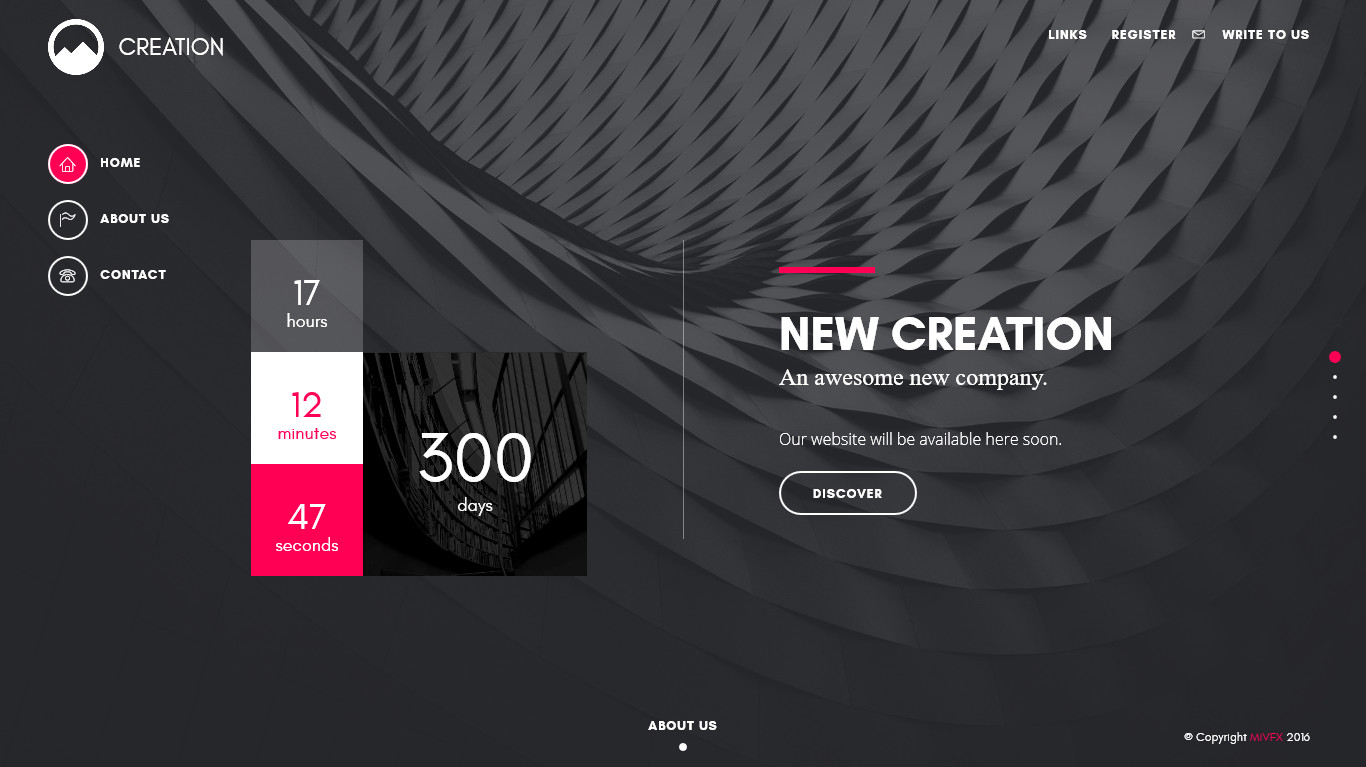 CREATION
LINKS
REGISTER
WRITE TO US
HOME
ABOUT US
CONTACT
17
hours
12
minutes
47
seconds
300
days
NEW CREATION
An awesome new company.
Our website will be available here soon.
DISCOVER
ABOUT US
© Copyright MiVFX 2016